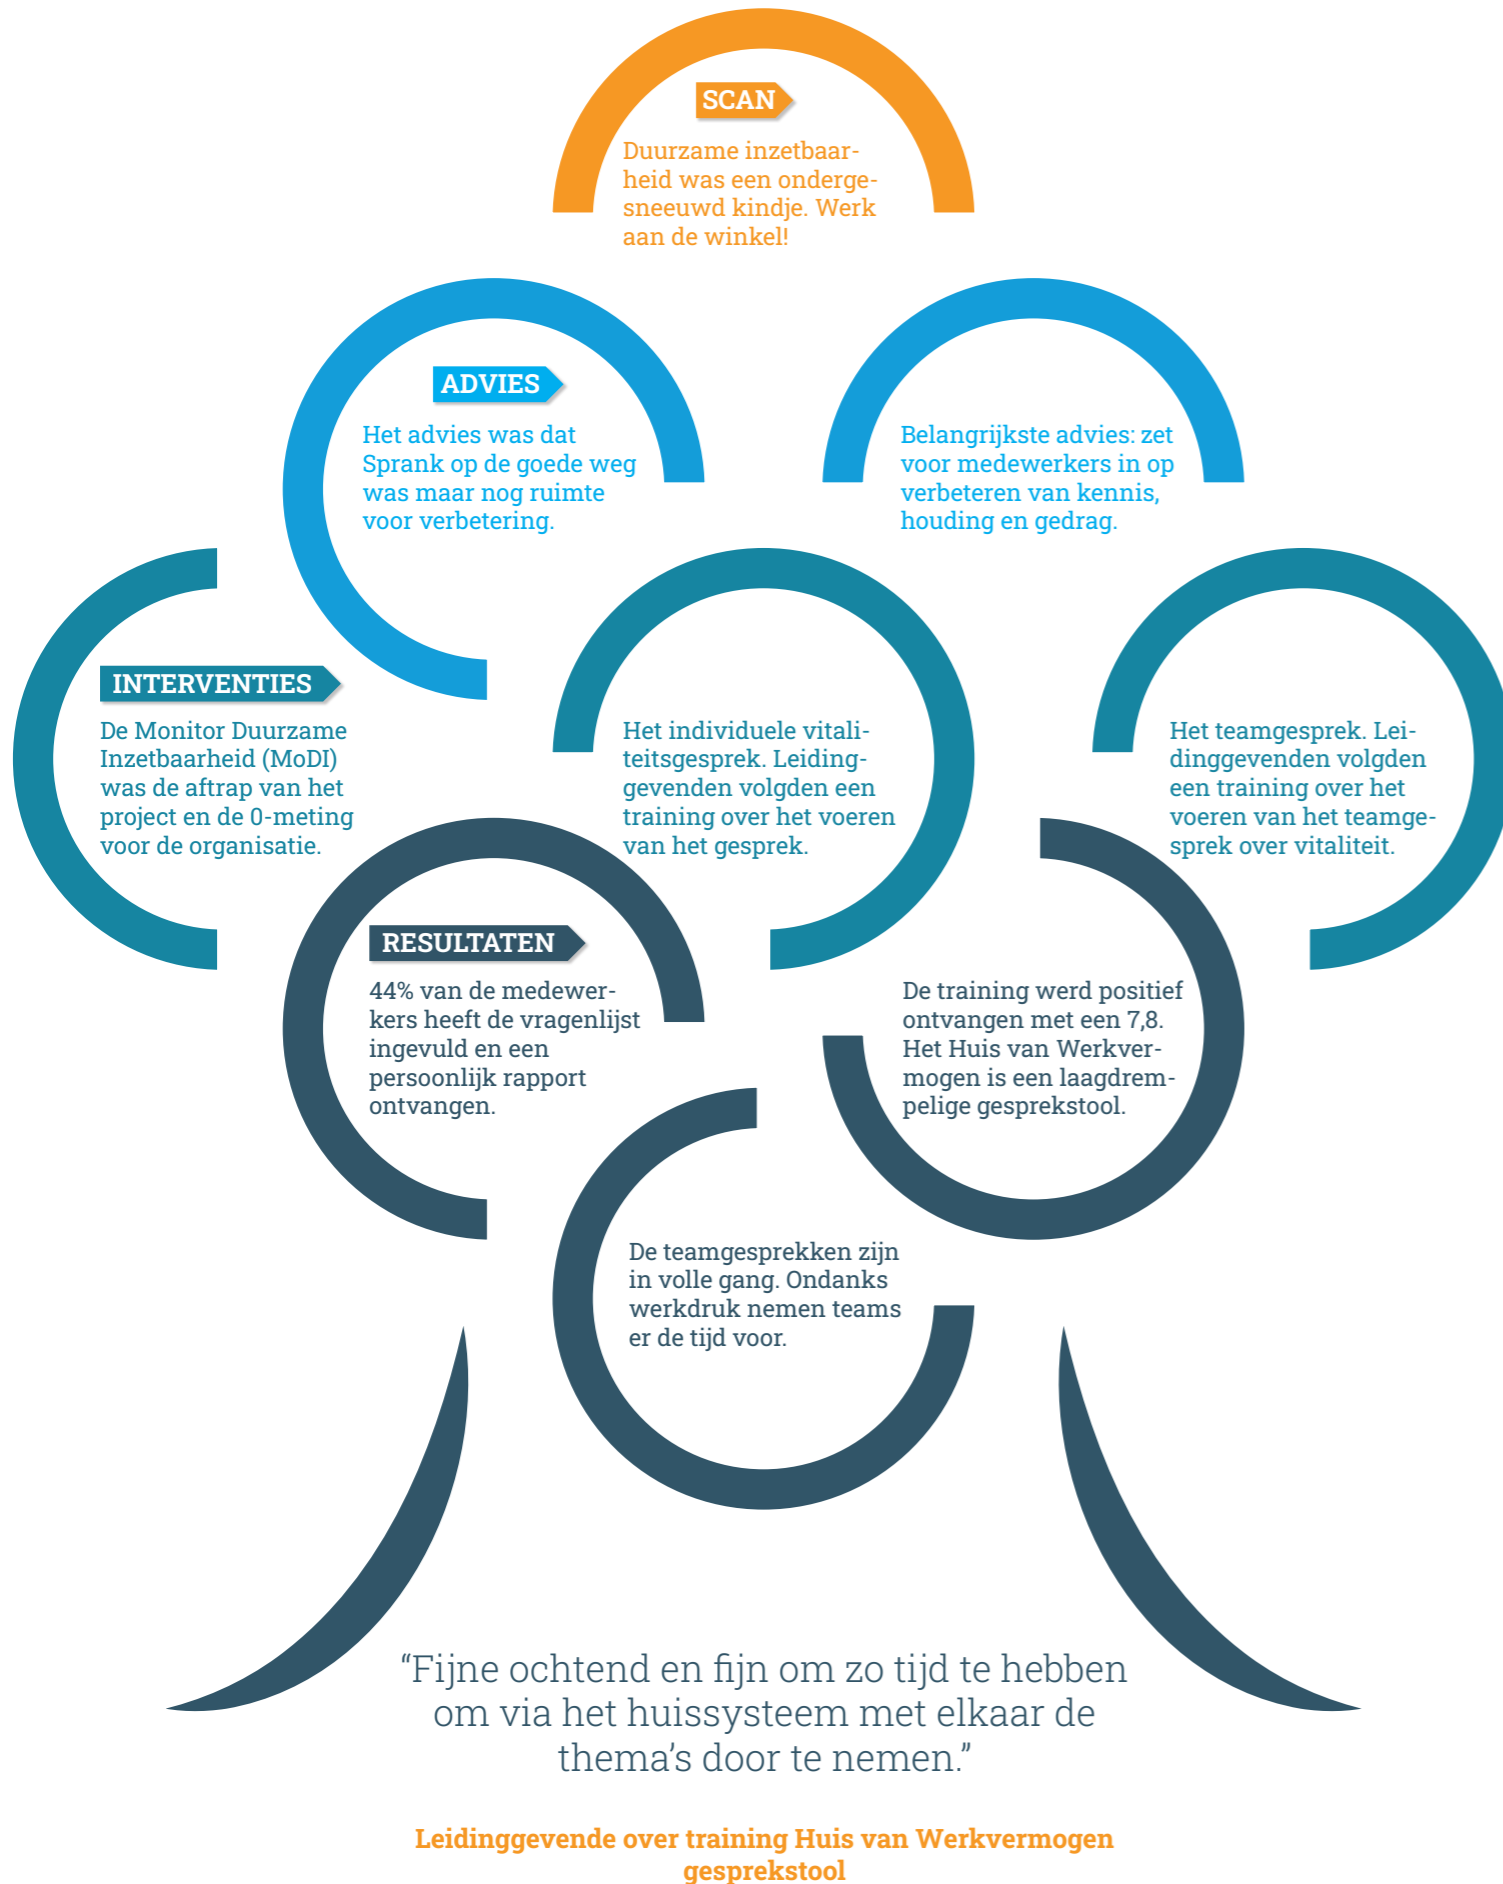 SCAN
Duurzame inzetbaar-
heid was een onderge-
sneeuwd kindje. Werk
aan de winkel!
ADVIES
Het advies was dat
Sprank op de goede weg
was maar nog ruimte
voor verbetering.
Belangrijkste advies: zet
voor medewerkers in op
verbeteren van kennis,
houding en gedrag.
INTERVENTIES
De Monitor Duurzame
Inzetbaarheid (MoDI)
was de aftrap van het
project en de 0-meting
voor de organisatie.
Het individuele vitali-
teitsgesprek. Leiding-
gevenden volgden een
training over het voeren
van het gesprek.
Het teamgesprek. Lei-
dinggevenden volgden
een training over het
voeren van het teamge-
sprek over vitaliteit.
RESULTATEN
44% van de medewer-
kers heeft de vragenlijst
ingevuld en een
persoonlijk rapport
ontvangen.
De training werd positief
ontvangen met een 7,8.
Het Huis van Werkver-
mogen is een laagdrem-
pelige gesprekstool.
De teamgesprekken zijn
in volle gang. Ondanks
werkdruk nemen teams
er de tijd voor.
“Fijne ochtend en fijn om zo tijd te hebben
om via het huissysteem met elkaar de
thema’s door te nemen.”
Leidinggevende over training Huis van Werkvermogen
gesprekstool